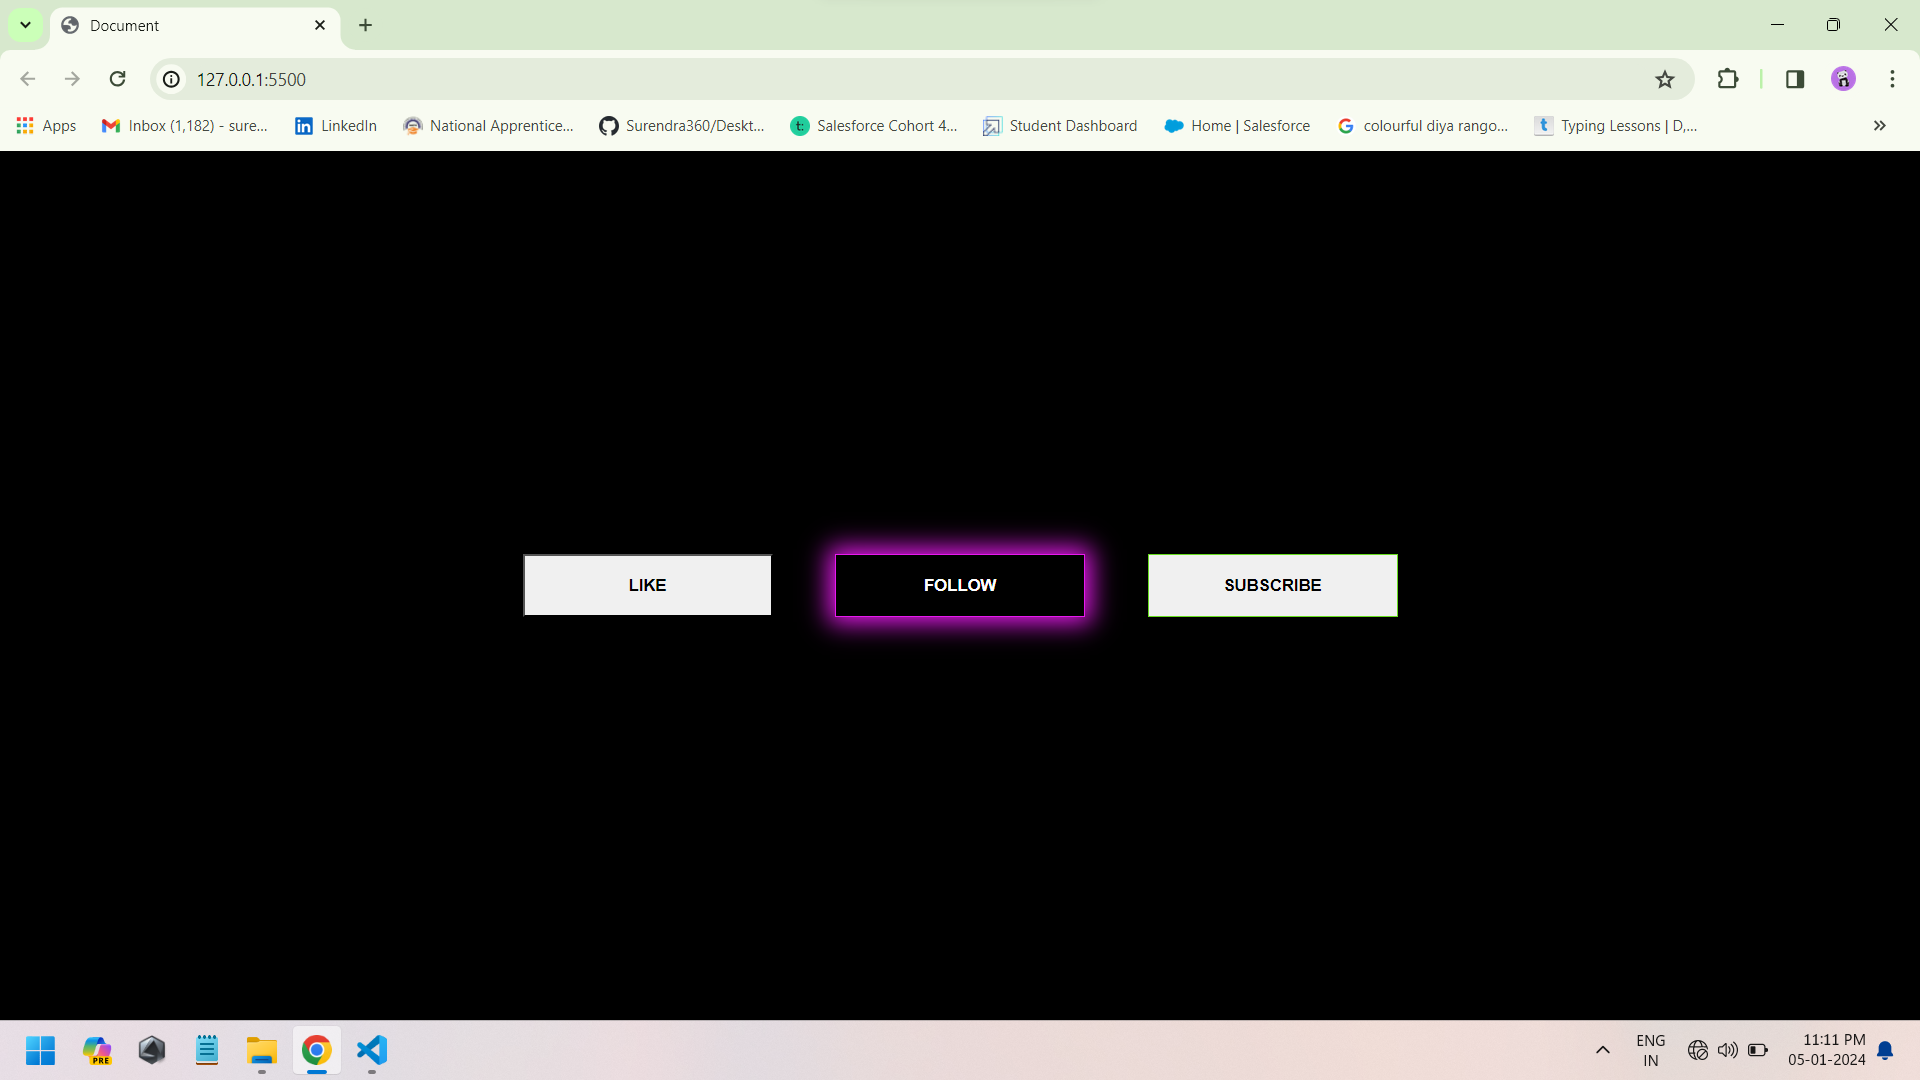 Document
127.0.0.1:5500
Apps
Inbox (1,182) - sure...
LinkedIn
National Apprentice...
Surendra360/Deskt...
t:
Salesforce Cohort 4...
Student Dashboard
Home | Salesforce
G
colourful diya rango...
t
Typing Lessons | D,...
LIKE
FOLLOW
SUBSCRIBE
PRE
ENG
IN
11:11 PM
05-01-2024